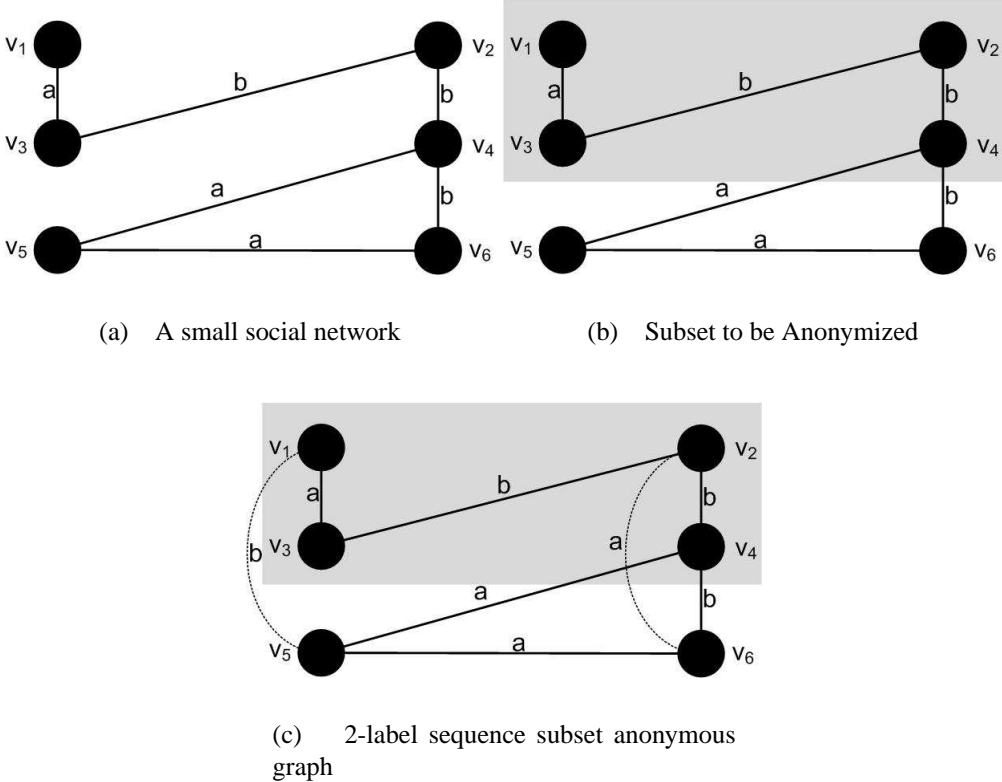 v1 v2 v1 v2
a b b a b b
v3 v4 v3 v4
a b a b
v5 a v6 v5 a v6
(a) A small social network (b) Subset to be Anonymized
v1 v2
a b b
v3 a v4
b a b
v5 a v6
(c) 2-label sequence subset anonymous
graph